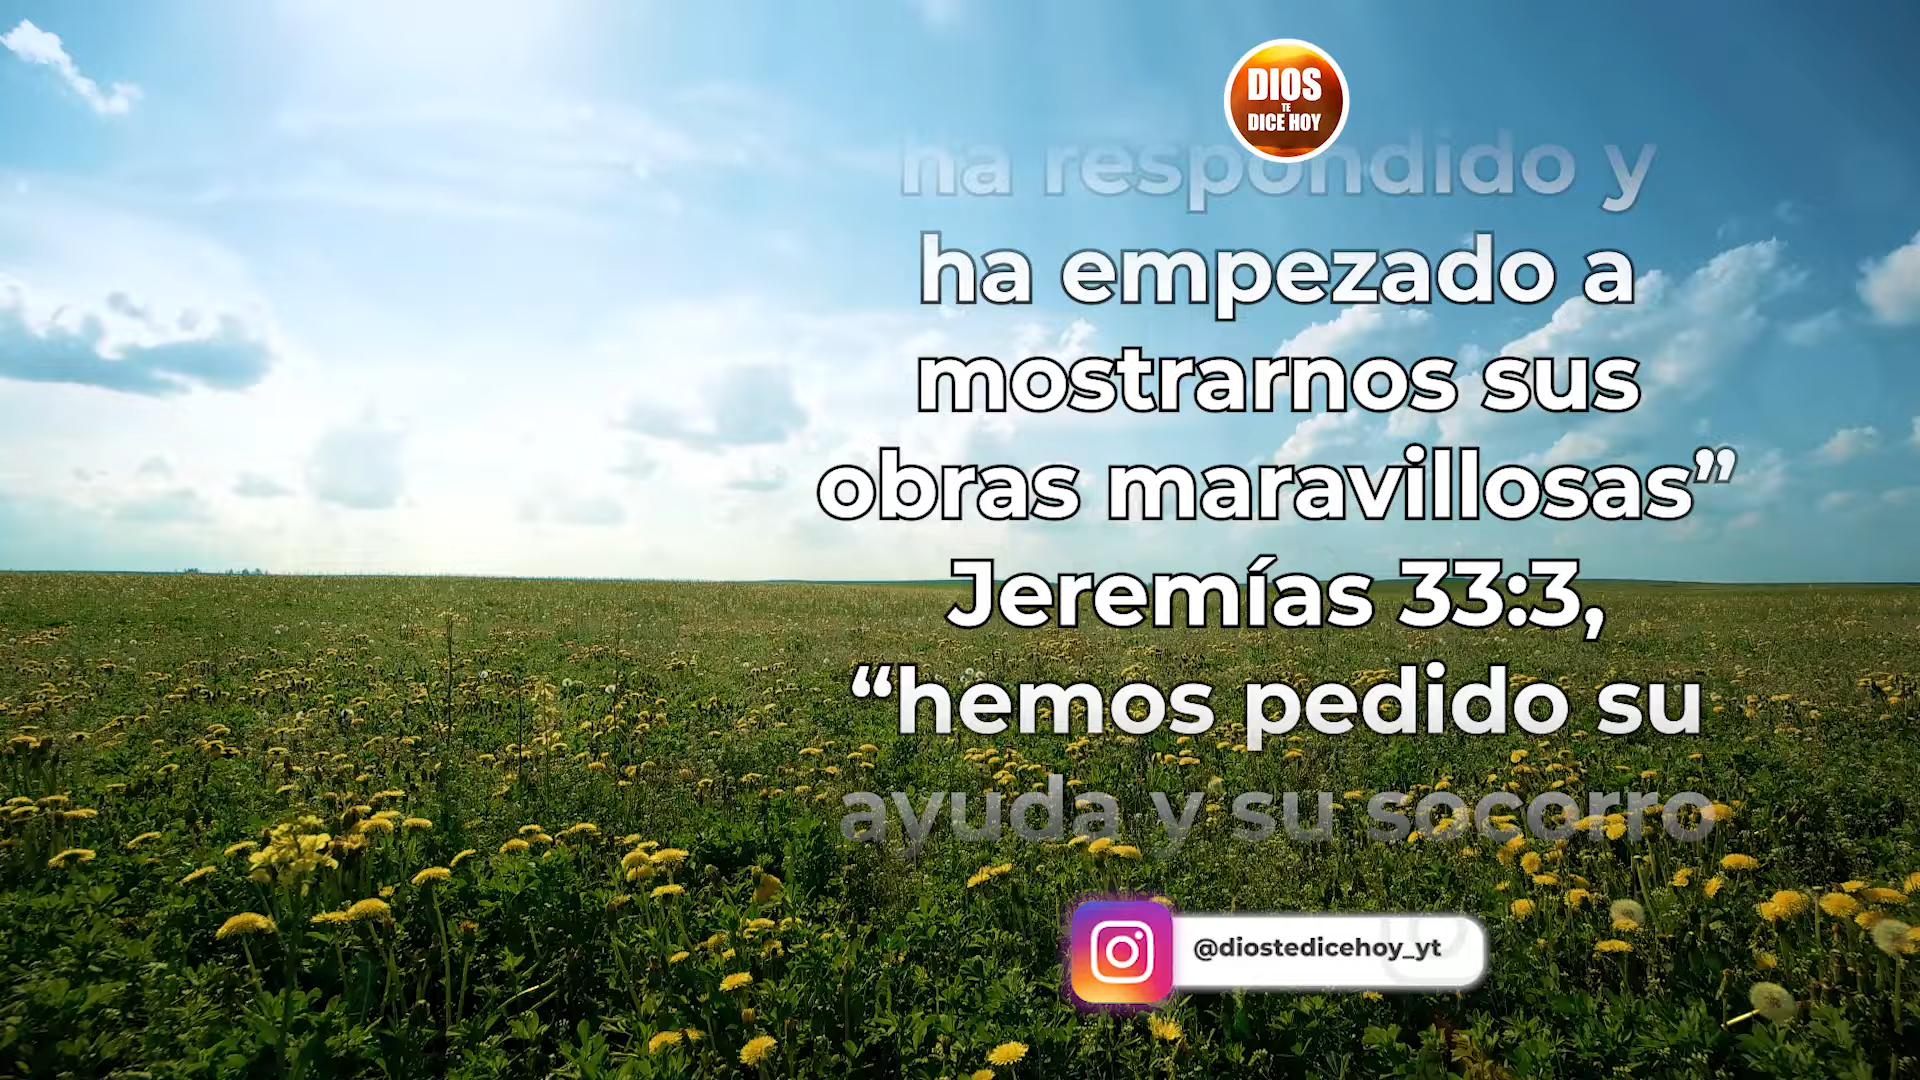 DIOS
TE
DICE HOY
ha respondido y
ha empezado a
mostrarnos sus
obras maravillosas”
Jeremías 33:3,
“hemos pedido su
ayuda y su socorro
@diostedicehoy_yt